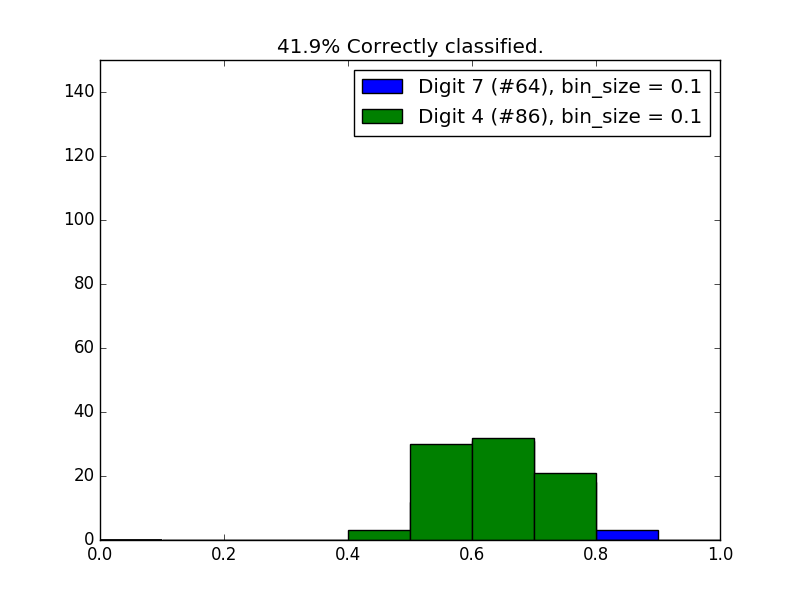 41.9% Correctly classified.
Digit 7 (#64), bin_size = 0.1
Digit 4 (#86), bin_size = 0.1
140
120
100
80
60
40
20
0
0.0 0.2 0.4 0.6 0.8 1.0